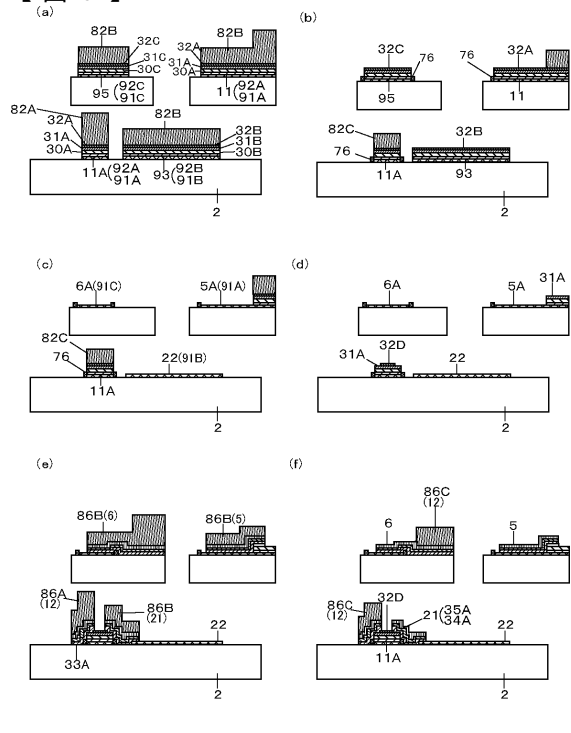 (a)
82B
32C
31C
30C
95 (92C
91C
32A
82B
31A
30A
11 (92A
91A
82A
32A
31A
30A
82B
32B
31B
30B
11A (92A
91A
93 (92B
91B
2
(b)
32C
76
95
76
32A
11
82C
76
32B
11A
93
2
(c)
6A(91C)
5A(91A)
82C
76
22(91B)
11A
2
(d)
6A
5A
31A
32D
31A
22
2
(e)
86B(6)
86B(5)
86A
(12)
86B
(21)
22
33A
2
(f)
86C
(12)
6
5
86C
(12)
32D
21 (35A
34A
22
11A
2